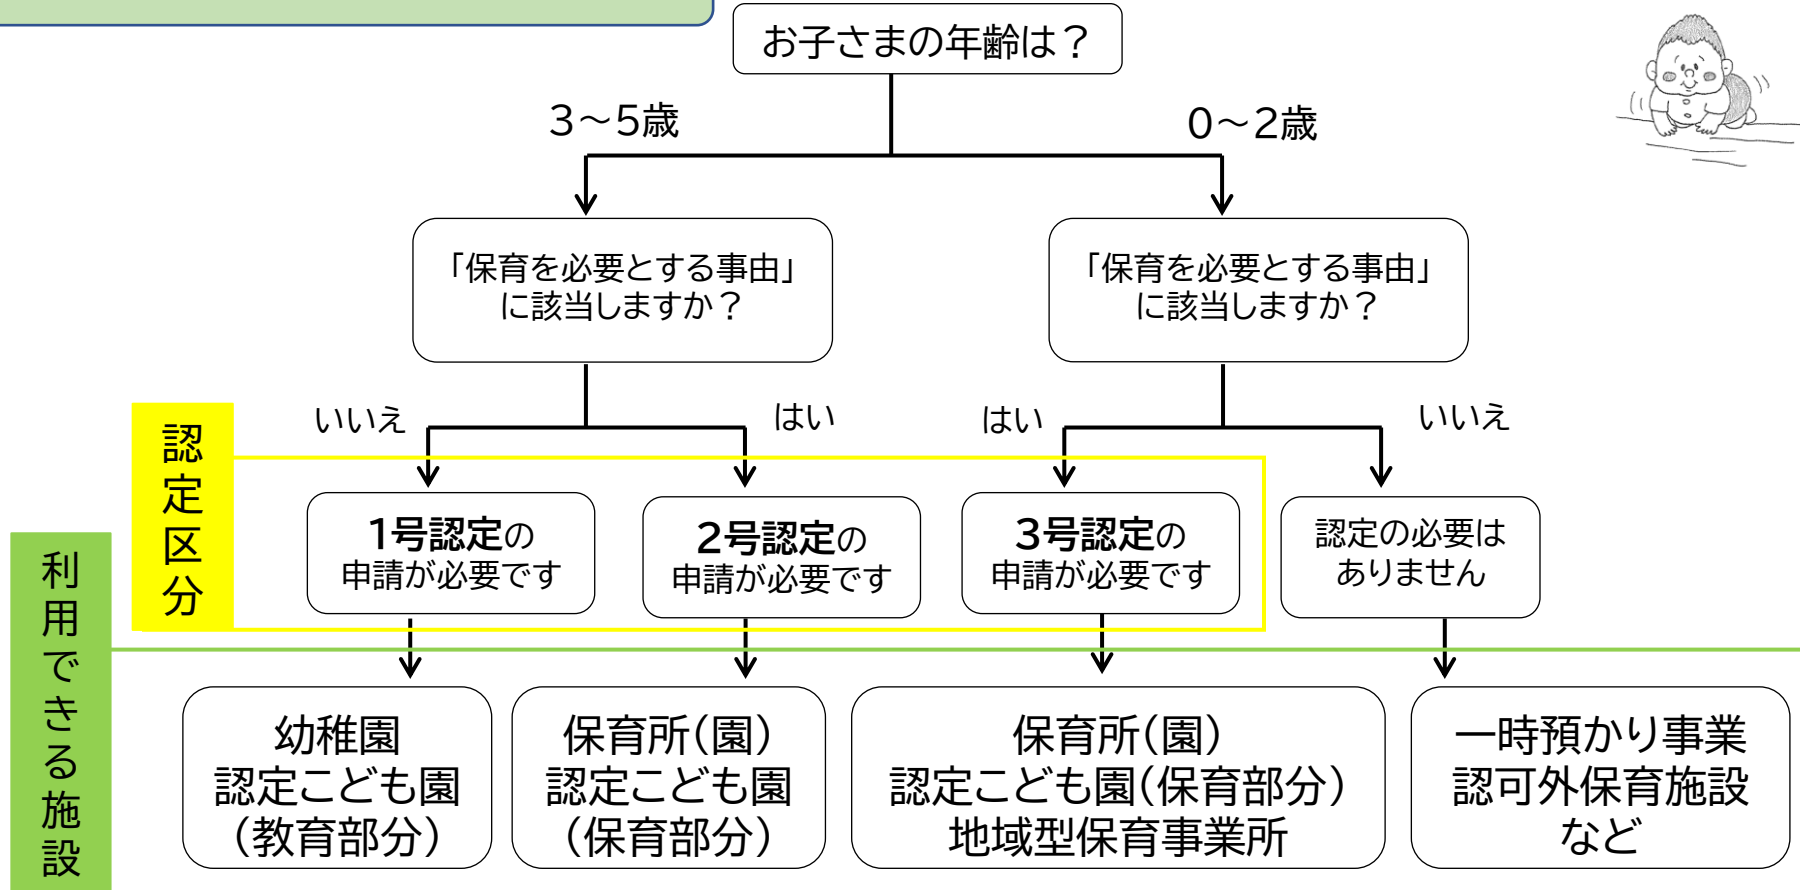 お子さまの年齢は？
3～5歳
0～2歳
「保育を必要とする事由」
に該当しますか？
「保育を必要とする事由」
に該当しますか？
いいえ
はい
はい
いいえ
認定区分
1号認定の
申請が必要です
2号認定の
申請が必要です
3号認定の
申請が必要です
認定の必要は
ありません
利用できる施設
幼稚園
認定こども園
（教育部分）
保育所（園）
認定こども園
（保育部分）
保育所（園）
認定こども園（保育部分）
地域型保育事業所
一時預かり事業
認可外保育施設
など